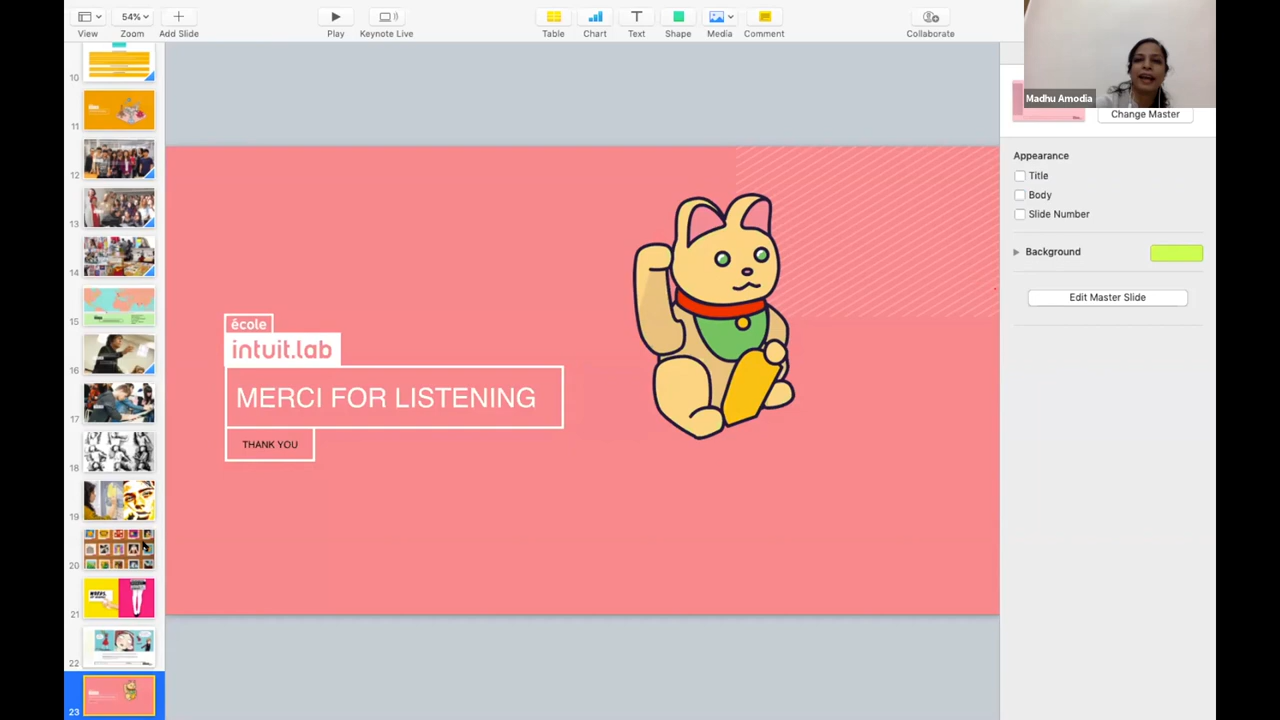 54%
View
Zoom
Add Slide
Play
Keynote Live
Table
Chart
Text
Shape
Media
Comment
Collaborate
Madhu Amodia
Change Master
Appearance
Title
Body
Slide Number
Background
Edit Master Slide
école
intuit.lab
MERCI FOR LISTENING
THANK YOU
10
11
12
13
14
15
16
17
18
19
20
21
22
23